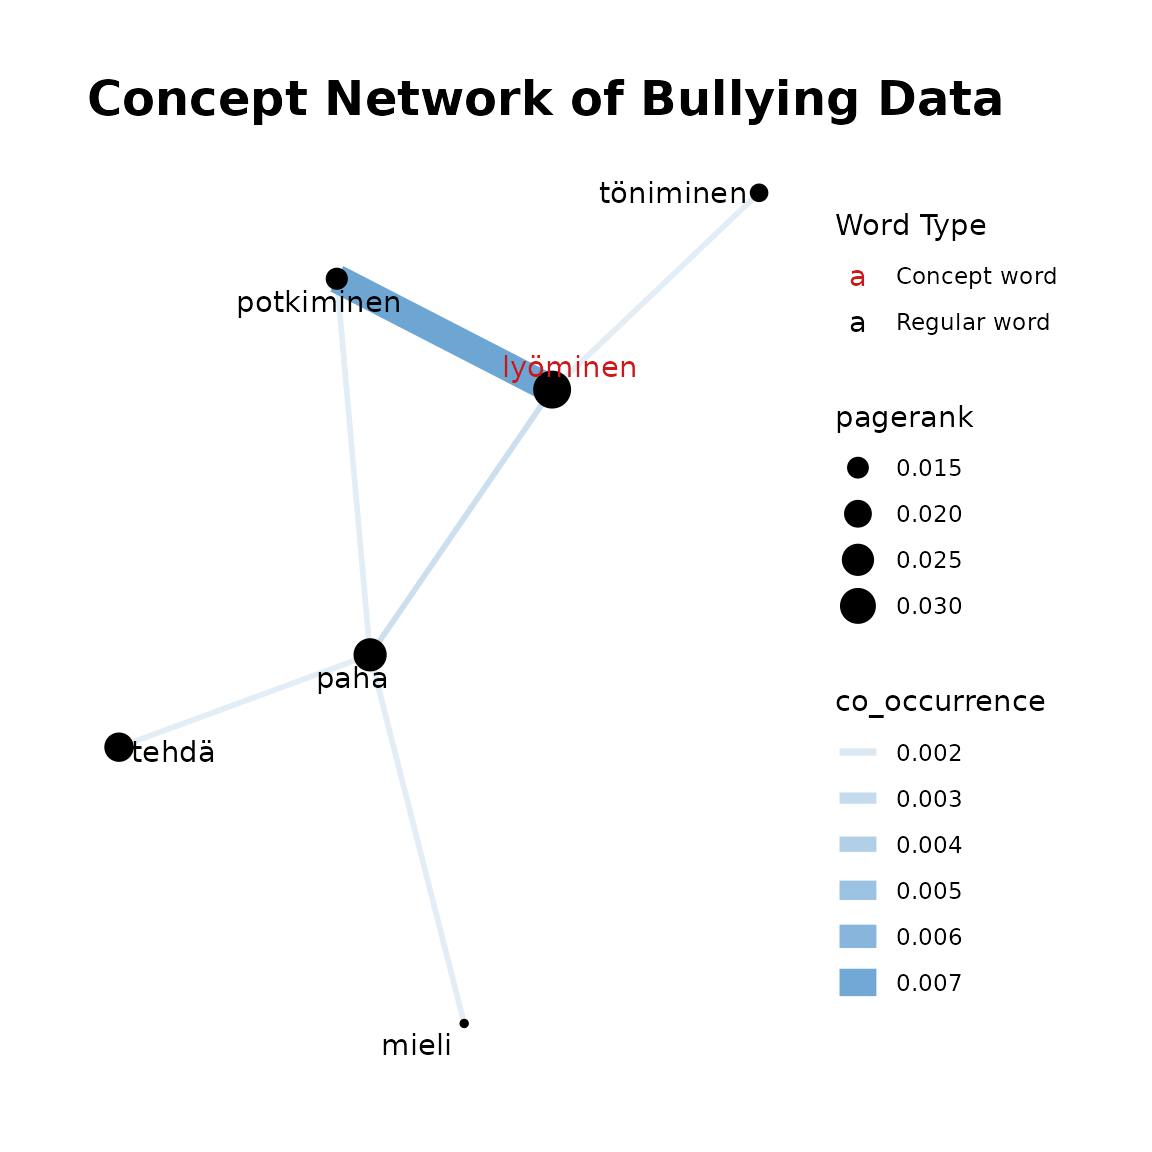 Concept Network of Bullying Data
töniminen
potkiminen
lyöminen
paha
tehdä
mieli
Word Type
a Concept word
a Regular word
pagerank
0.015
0.020
0.025
0.030
co_occurrence
0.002
0.003
0.004
0.005
0.006
0.007